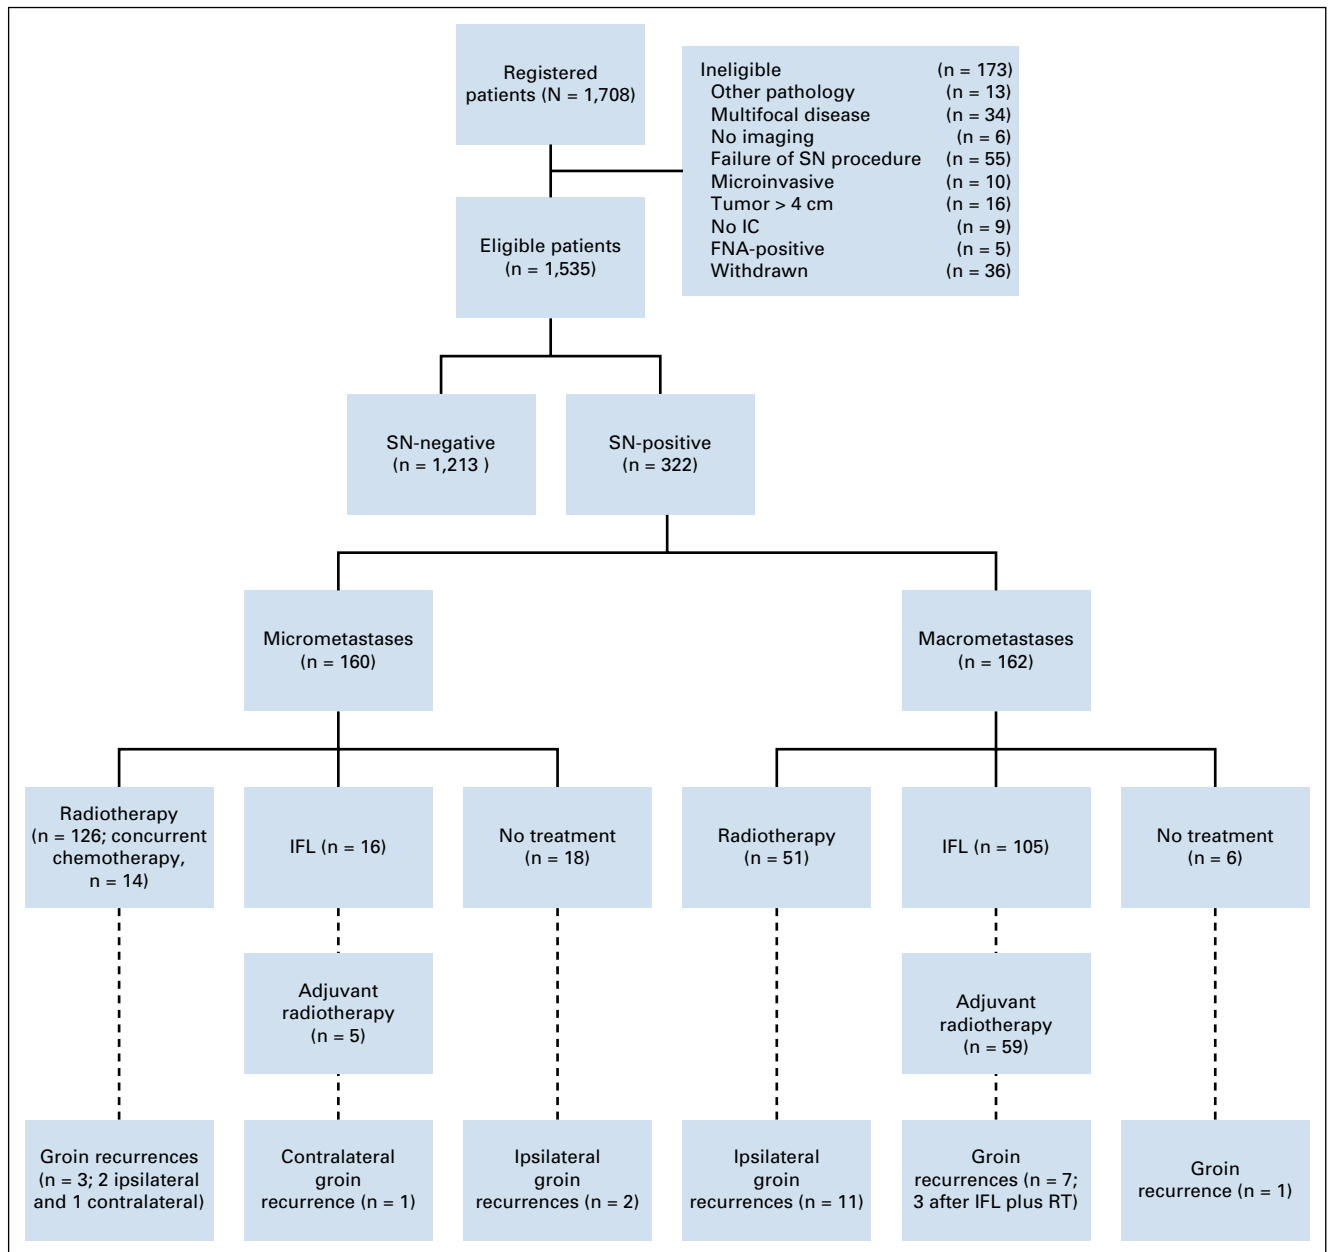 Registered
patients (N = 1,708)
Ineligible (n = 173)
Other pathology (n = 13)
Multifocal disease (n = 34)
No imaging (n = 6)
Failure of SN procedure (n = 55)
Microinvasive (n = 10)
Tumor > 4 cm (n = 16)
No IC (n = 9)
FNA-positive (n = 5)
Withdrawn (n = 36)
Eligible patients
(n = 1,535)
SN-negative
(n = 1,213 )
SN-positive
(n = 322)
Micrometastases
(n = 160)
Macrometastases
(n = 162)
Radiotherapy
(n = 126; concurrent
chemotherapy,
n = 14)
IFL (n = 16)
No treatment
(n = 18)
Radiotherapy
(n = 51)
IFL (n = 105)
No treatment
(n = 6)
Adjuvant
radiotherapy
(n = 5)
Adjuvant
radiotherapy
(n = 59)
Groin recurrences
(n = 3; 2 ipsilateral
and 1 contralateral)
Contralateral
groin
recurrence (n = 1)
Ipsilateral
groin
recurrences (n = 2)
Ipsilateral
groin
recurrences (n = 11)
Groin
recurrences (n = 7;
3 after IFL plus RT)
Groin
recurrence (n = 1)